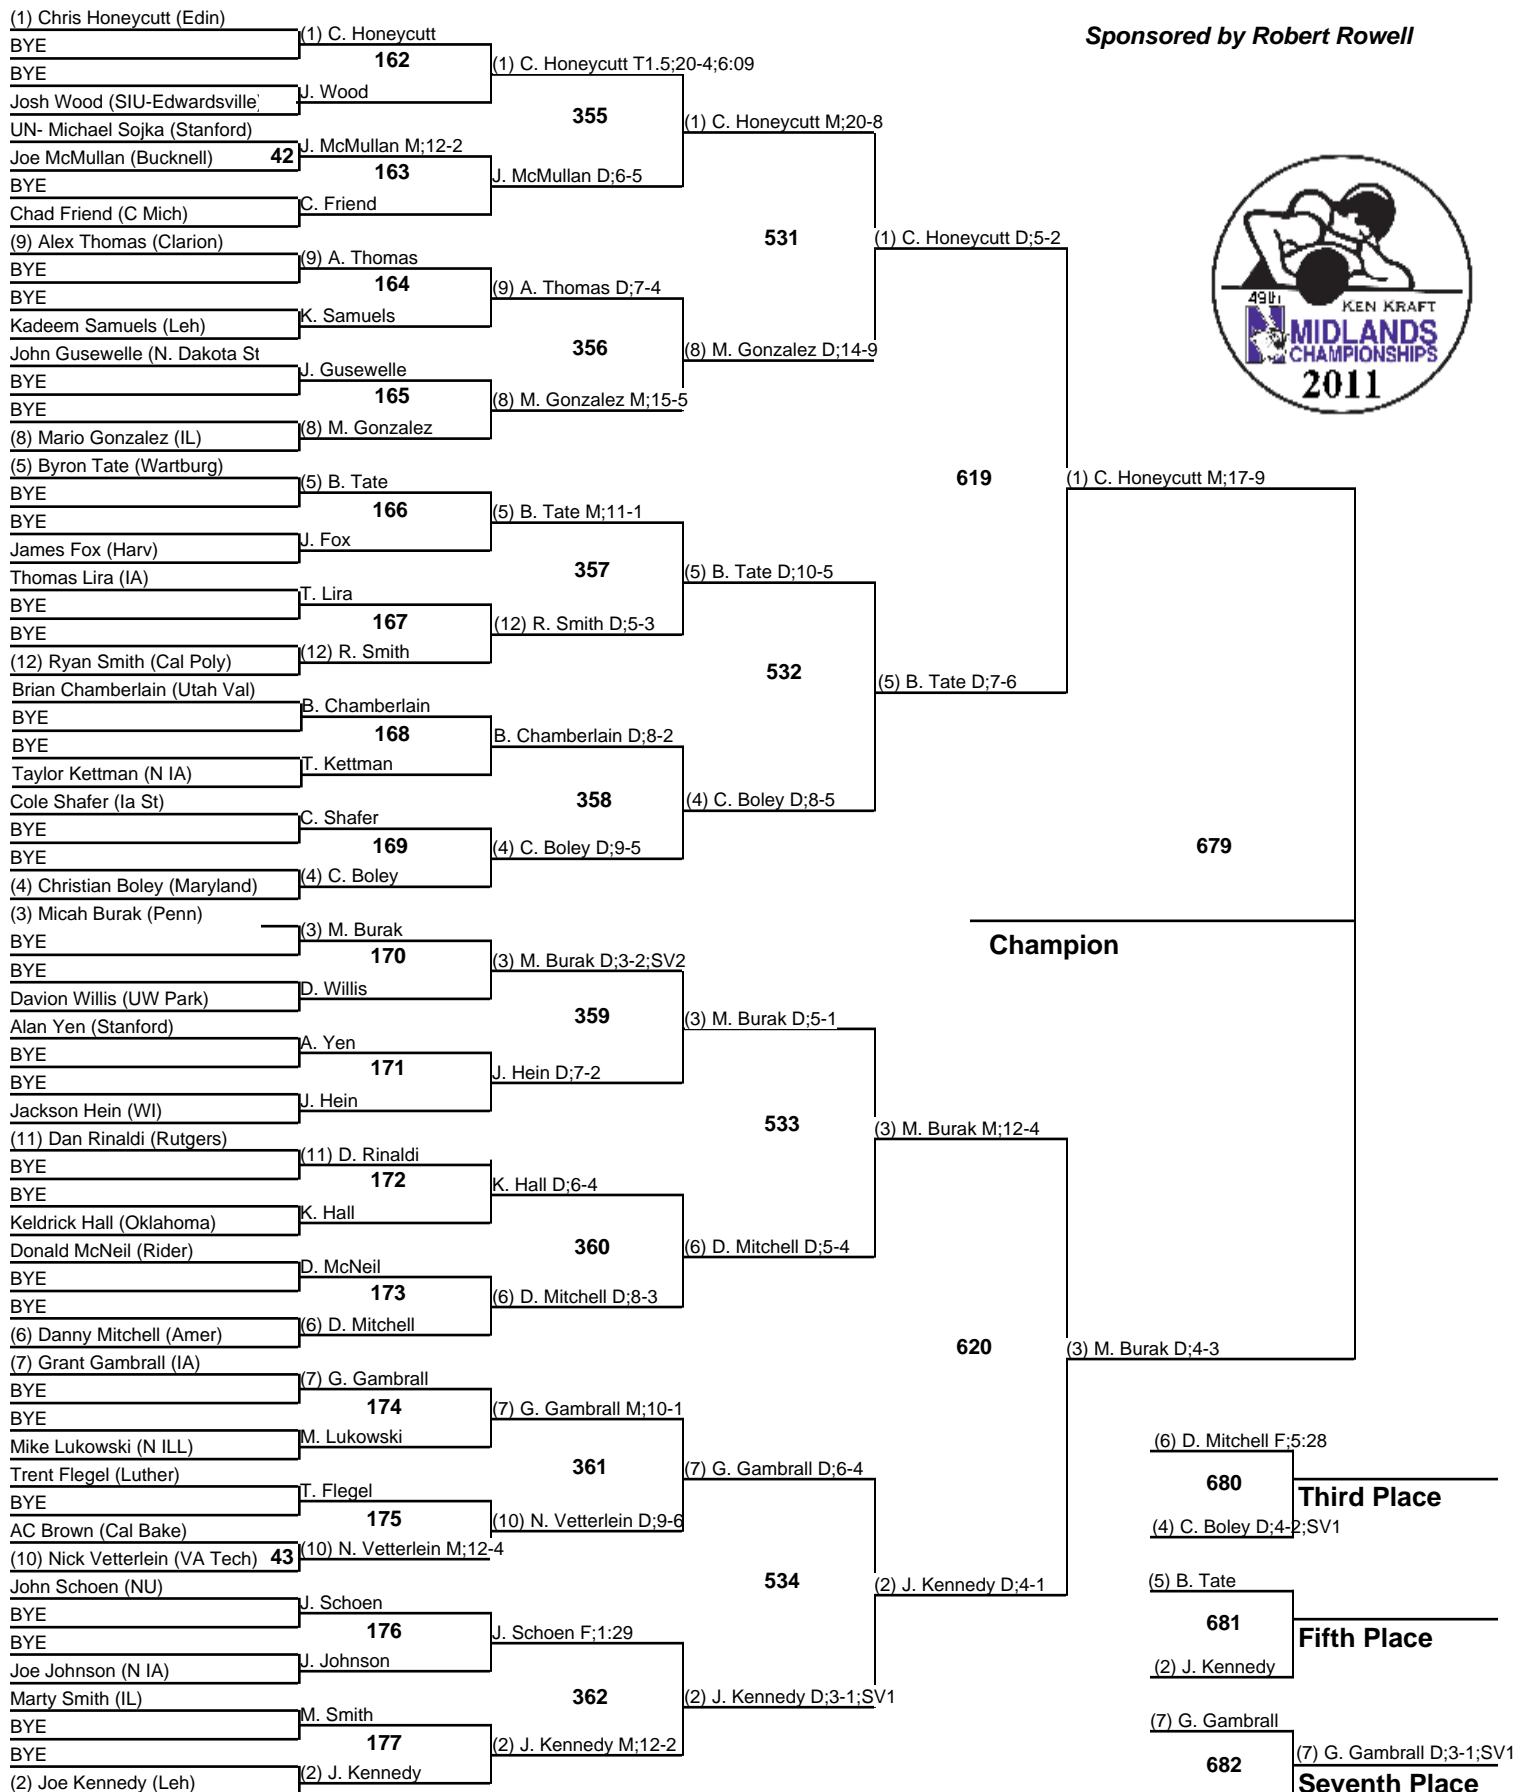 Sponsored by Robert Rowell
(1) Chris Honeycutt (Edin)
BYE
BYE
Josh Wood (SIU-Edwardsville)
UN- Michael Sojka (Stanford)
Joe McMullan (Bucknell) 42
BYE
Chad Friend (C Mich)
(9) Alex Thomas (Clarion)
BYE
BYE
Kadeem Samuels (Leh)
John Gusewelle (N. Dakota St
BYE
BYE
(8) Mario Gonzalez (IL)
(5) Byron Tate (Wartburg)
BYE
BYE
James Fox (Harv)
Thomas Lira (IA)
BYE
BYE
(12) Ryan Smith (Cal Poly)
Brian Chamberlain (Utah Val)
BYE
BYE
Taylor Kettman (N IA)
Cole Shafer (Ia St)
BYE
BYE
(4) Christian Boley (Maryland)
(3) Micah Burak (Penn)
BYE
BYE
Davion Willis (UW Park)
Alan Yen (Stanford)
BYE
BYE
Jackson Hein (WI)
(11) Dan Rinaldi (Rutgers)
BYE
BYE
Keldrick Hall (Oklahoma)
Donald McNeil (Rider)
BYE
BYE
(6) Danny Mitchell (Amer)
(7) Grant Gambrall (IA)
BYE
BYE
Mike Lukowski (N ILL)
Trent Flegel (Luther)
BYE
AC Brown (Cal Bake)
(10) Nick Vetterlein (VA Tech) 43
John Schoen (NU)
BYE
BYE
Joe Johnson (N IA)
Marty Smith (IL)
BYE
BYE
(2) Joe Kennedy (Leh)
(1) C. Honeycutt
162
J. Wood
J. McMullan M;12-2
163
C. Friend
(9) A. Thomas
164
K. Samuels
J. Gusewelle
165
(8) M. Gonzalez
(5) B. Tate
166
J. Fox
T. Lira
167
(12) R. Smith
B. Chamberlain
168
T. Kettman
C. Shafer
169
(4) C. Boley
(3) M. Burak
170
D. Willis
A. Yen
171
J. Hein
(11) D. Rinaldi
172
K. Hall
D. McNeil
173
(6) D. Mitchell
(7) G. Gambrall
174
M. Lukowski
T. Flegel
175
(10) N. Vetterlein M;12-4
J. Schoen
176
J. Johnson
M. Smith
177
(2) J. Kennedy
(1) C. Honeycutt T1.5;20-4;6:09
355
J. McMullan D;6-5
(9) A. Thomas D;7-4
356
(8) M. Gonzalez M;15-5
(5) B. Tate M;11-1
357
(12) R. Smith D;5-3
B. Chamberlain D;8-2
358
(4) C. Boley D;9-5
(3) M. Burak D;3-2;SV2
359
J. Hein D;7-2
K. Hall D;6-4
360
(6) D. Mitchell D;8-3
(7) G. Gambrall M;10-1
361
(10) N. Vetterlein D;9-6
J. Schoen F;1:29
362
(2) J. Kennedy M;12-2
(1) C. Honeycutt M;20-8
531
(8) M. Gonzalez D;14-9
(5) B. Tate D;10-5
532
(4) C. Boley D;8-5
(3) M. Burak D;5-1
533
(6) D. Mitchell D;5-4
(7) G. Gambrall D;6-4
534
(2) J. Kennedy D;3-1;SV1
(1) C. Honeycutt D;5-2
619
(5) B. Tate D;7-6
(3) M. Burak M;12-4
620
(2) J. Kennedy D;4-1
(1) C. Honeycutt M;17-9
679
(3) M. Burak D;4-3
Champion
49th
KEN KRAFT
MIDLANDS
CHAMPIONSHIPS
2011
(6) D. Mitchell F;5:28
680
Third Place
(4) C. Boley D;4-2;SV1
(5) B. Tate
681
Fifth Place
(2) J. Kennedy
(7) G. Gambrall
682
(7) G. Gambrall D;3-1;SV1
Seventh Place